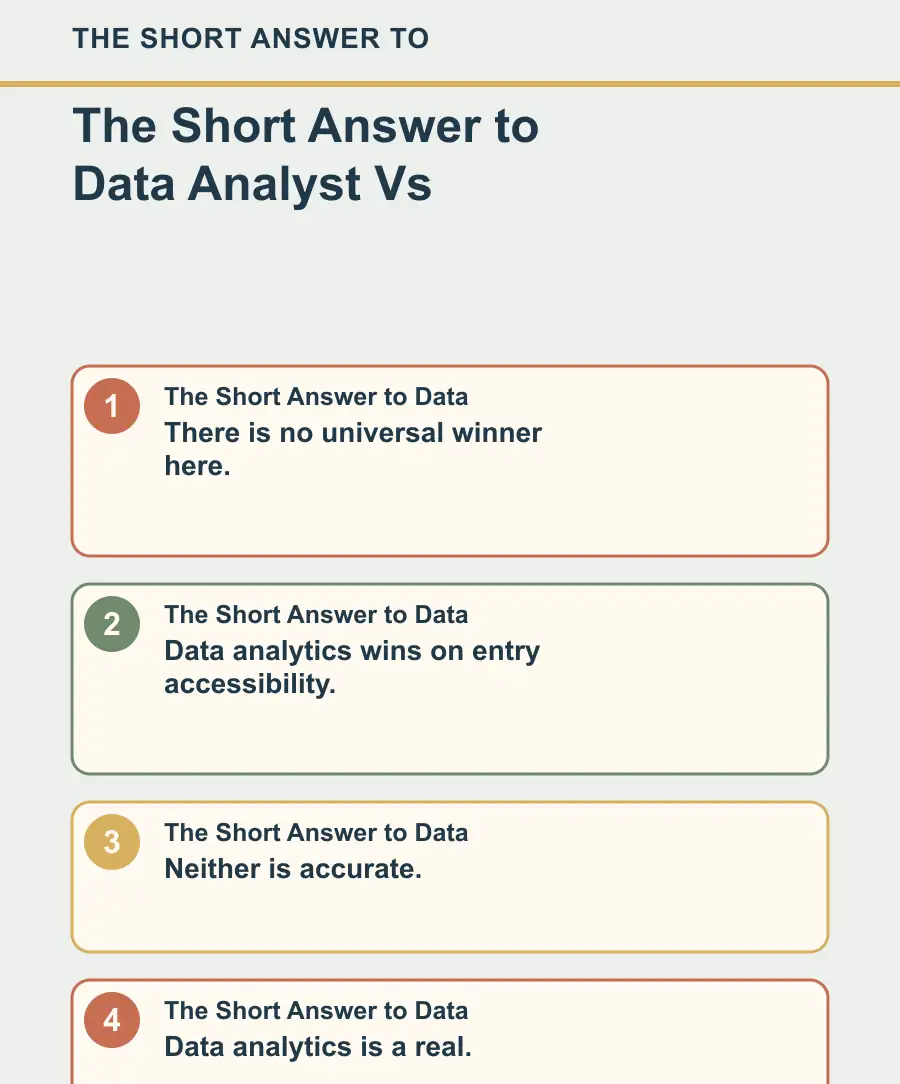 THE SHORT ANSWER TO
The Short Answer to
Data Analyst Vs
1
The Short Answer to Data
There is no universal winner
here.
2
The Short Answer to Data
Data analytics wins on entry
accessibility.
3
The Short Answer to Data
Neither is accurate.
4
The Short Answer to Data
Data analytics is a real.